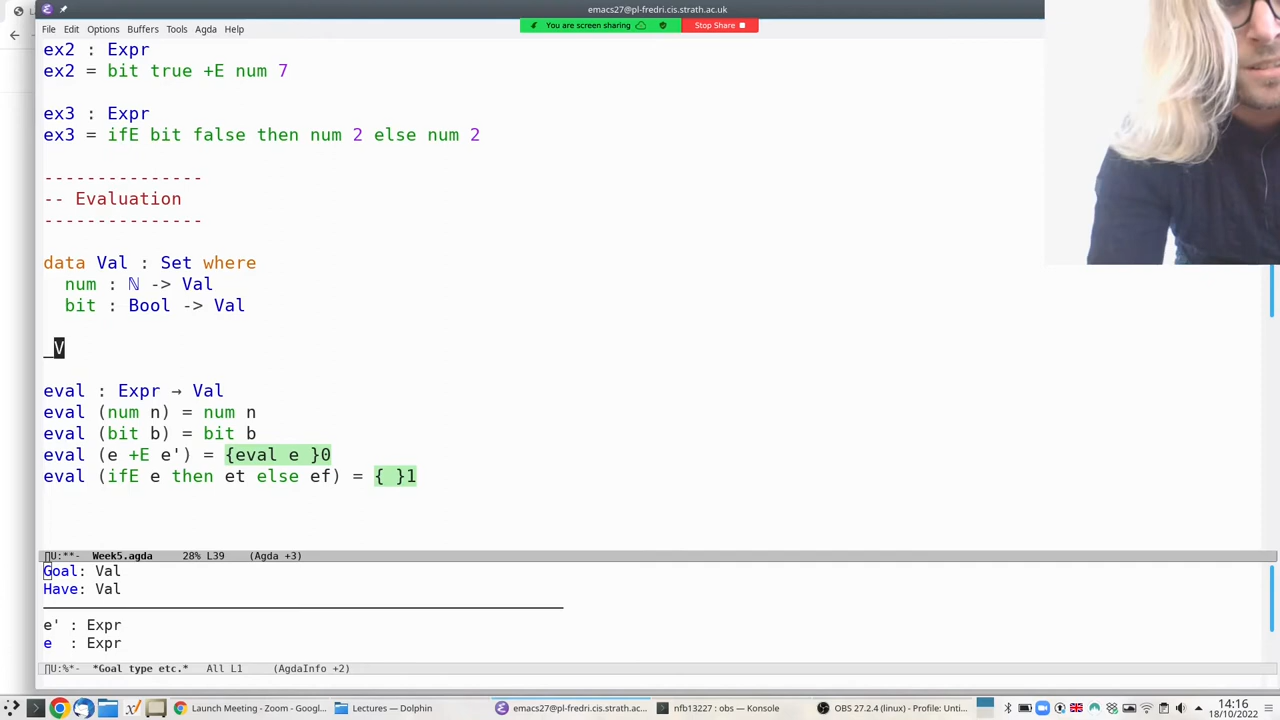 emacs27@pl-fredri.cis.strath.ac.uk
You are screen sharing
Stop Share
File Edit Options Buffers Tools Agda Help
ex2 : Expr
ex2 = bit true +E num 7
ex3 : Expr
ex3 = ifE bit false then num 2 else num 2
---------------
-- Evaluation
---------------
data Val : Set where
num : ℕ -> Val
bit : Bool -> Val
_V
eval : Expr → Val
eval (num n) = num n
eval (bit b) = bit b
eval (e +E e') = {eval e }0
eval (ifE e then et else ef) = { }1
∏U:**- Week5.agda 28% L39 (Agda +3)
Goal: Val
Have: Val
e' : Expr
e : Expr
∏U:%*- *Goal type etc.* All L1 (AgdaInfo +2)
Launch Meeting - Zoom - Googl... Lectures — Dolphin emacs27@pl-fredri.cis.strath.ac... nfb13227 : obs — Konsole OBS 27.2.4 (linux) - Profile: Unti... 14:16
18/10/2022